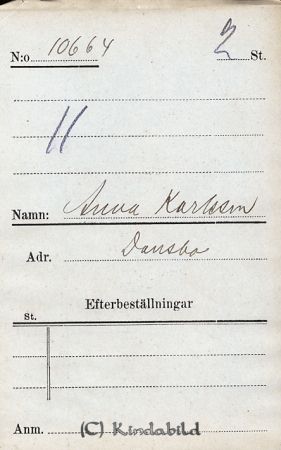 N:o 10664 2 St.
11
Namn: Anna Karlsson
Adr. Dansbo
Efterbeställningar
St.
Anm.
(C) Kindabild